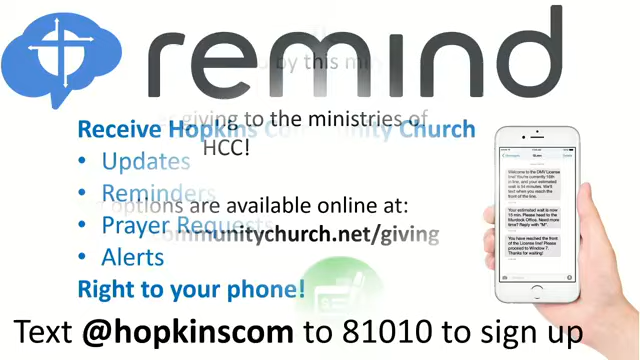 remind
by this
giving to the ministries of
Receive Hopkins Community Church
HCC!
• Updates
• Reminders
options are available online at:
• Prayer Requests
mmunitychurch.net/giving
• Alerts
Right to your phone!
Text @hopkinscom to 81010 to sign up